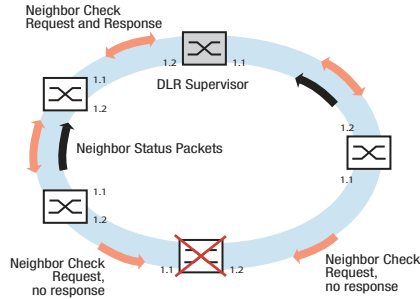 Neighbor Check
Request and Response
1.2
1.1
DLR Supervisor
1.1
1.2
1.2
1.1
Neighbor Status Packets
1.1
1.2
1.1
1.2
Neighbor Check
Request,
no response
Neighbor Check
Request,
no response